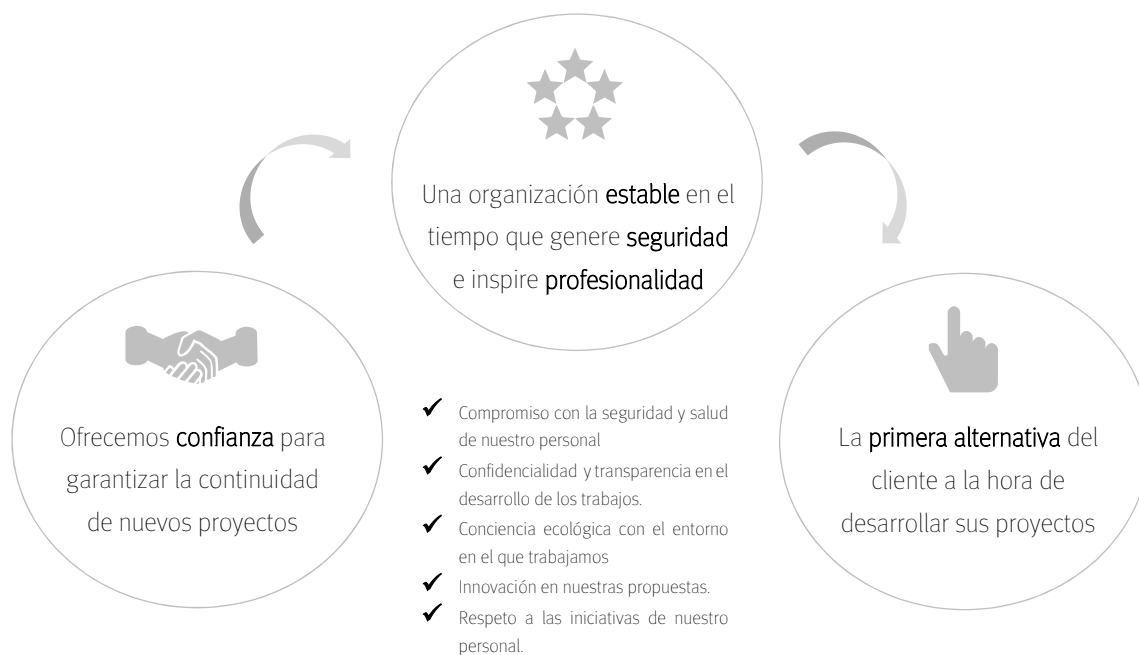 Una organización estable en el
tiempo que genere seguridad
e inspire profesionalidad
Ofrecemos confianza para
garantizar la continuidad
de nuevos proyectos
Compromiso con la seguridad y salud
de nuestro personal
Confidencialidad y transparencia en el
desarrollo de los trabajos.
Conciencia ecológica con el entorno
en el que trabajamos
Innovación en nuestras propuestas.
Respeto a las iniciativas de nuestro
personal.
La primera alternativa del
cliente a la hora de
desarrollar sus proyectos